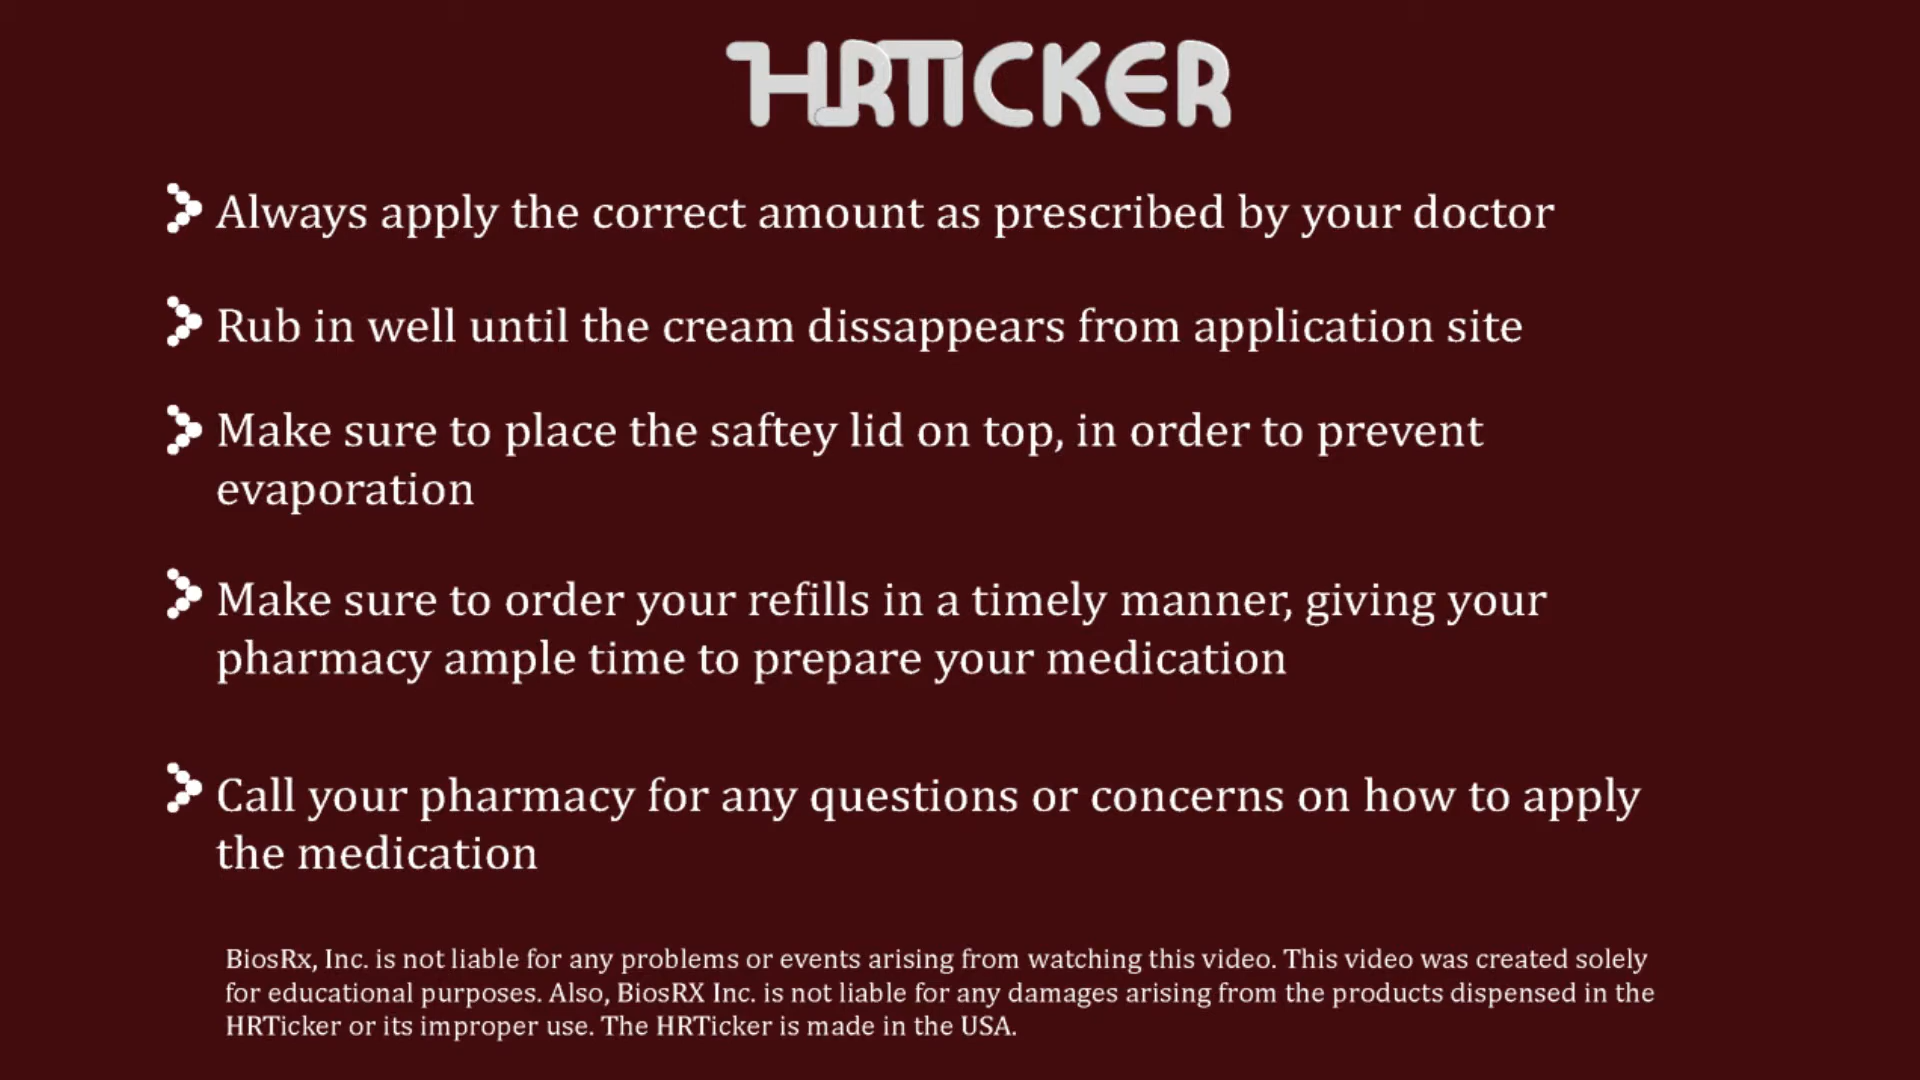 HRTICKER
Always apply the correct amount as prescribed by your doctor
Rub in well until the cream dissappears from application site
Make sure to place the saftey lid on top, in order to prevent
evaporation
Make sure to order your refills in a timely manner, giving your
pharmacy ample time to prepare your medication
Call your pharmacy for any questions or concerns on how to apply
the medication
BiosRx, Inc. is not liable for any problems or events arising from watching this video. This video was created solely
for educational purposes. Also, BiosRX Inc. is not liable for any damages arising from the products dispensed in the
HRTicker or its improper use. The HRTicker is made in the USA.